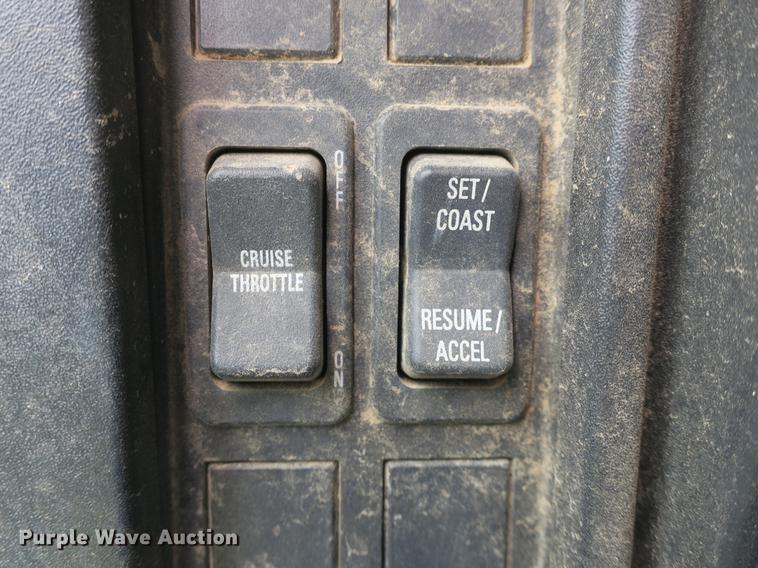 OFF
CRUISE
THROTTLE
ON
SET/
COAST
RESUME/
ACCEL
Purple Wave Auction